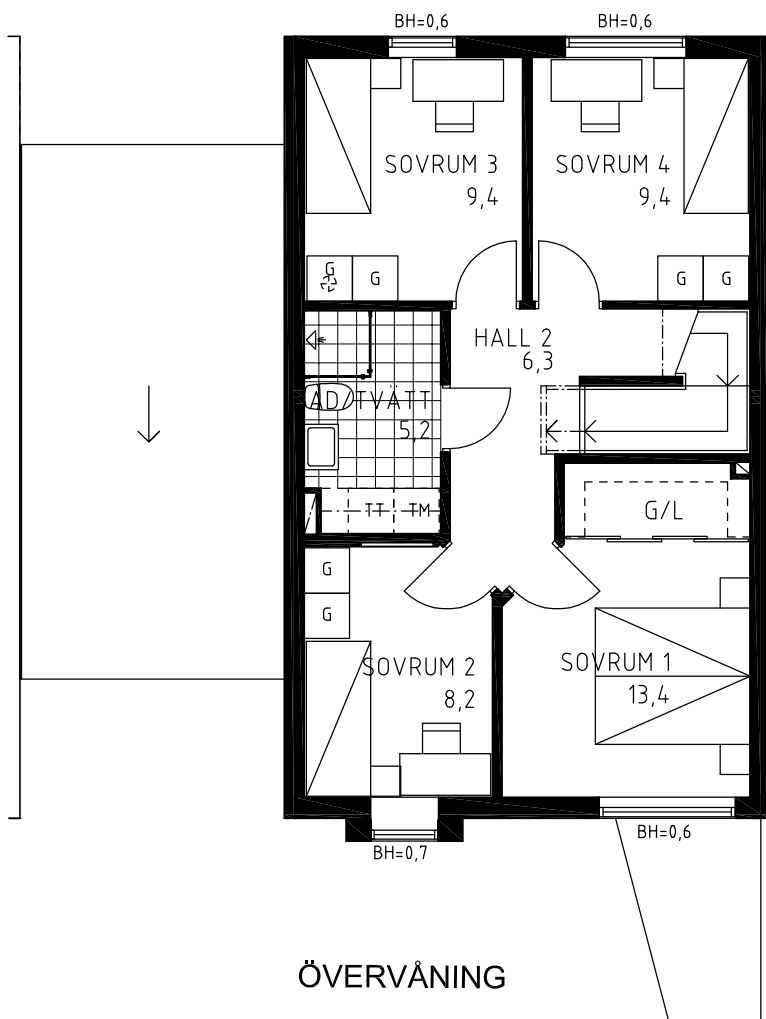 BH=0,6
BH=0,6
SOVRUM 3
9,4
SOVRUM 4
9,4
G
G
G
G
HALL 2
6,3
AD/TVÄTT
5,2
TT
TM
G/L
G
G
SOVRUM 2
8,2
SOVRUM 1
13,4
BH=0,7
BH=0,6
ÖVERVÅNING